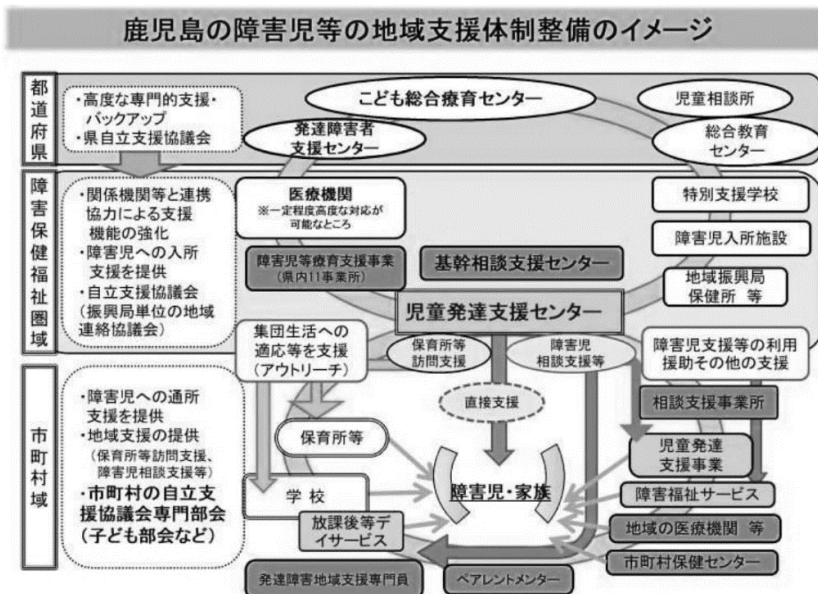 鹿児島の障害児等の地域支援体制整備のイメージ
都道府県
・高度な専門的支援・
バックアップ
・県自立支援協議会
こども総合療育センター
児童相談所
発達障害者
支援センター
総合教育
センター
障害保健福祉圏域
・関係機関等と連携
協力による支援
機能の強化
・障害児への入所
支援を提供
・自立支援協議会
(振興局単位の地域
連絡協議会)
医療機関
※一定程度高度な対応が
可能なところ
特別支援学校
障害児入所施設
障害児等療育支援事業
(県内11事業所)
基幹相談支援センター
地域振興局
保健所 等
児童発達支援センター
集団生活への
適応等を支援
(アウトリーチ)
保育所等
訪問支援
障害児
相談支援等
障害児支援等の利用
援助その他の支援
市町村域
・障害児への通所
支援を提供
・地域支援の提供
(保育所等訪問支援、
障害児相談支援等)
・市町村の自立支
援協議会専門部会
(子ども部会など)
直接支援
相談支援事業所
保育所等
児童発達
支援事業
学校
障害児・家族
障害福祉サービス
放課後等デ
イサービス
地域の医療機関 等
市町村保健センター
発達障害地域支援専門員
ペアレントメンター